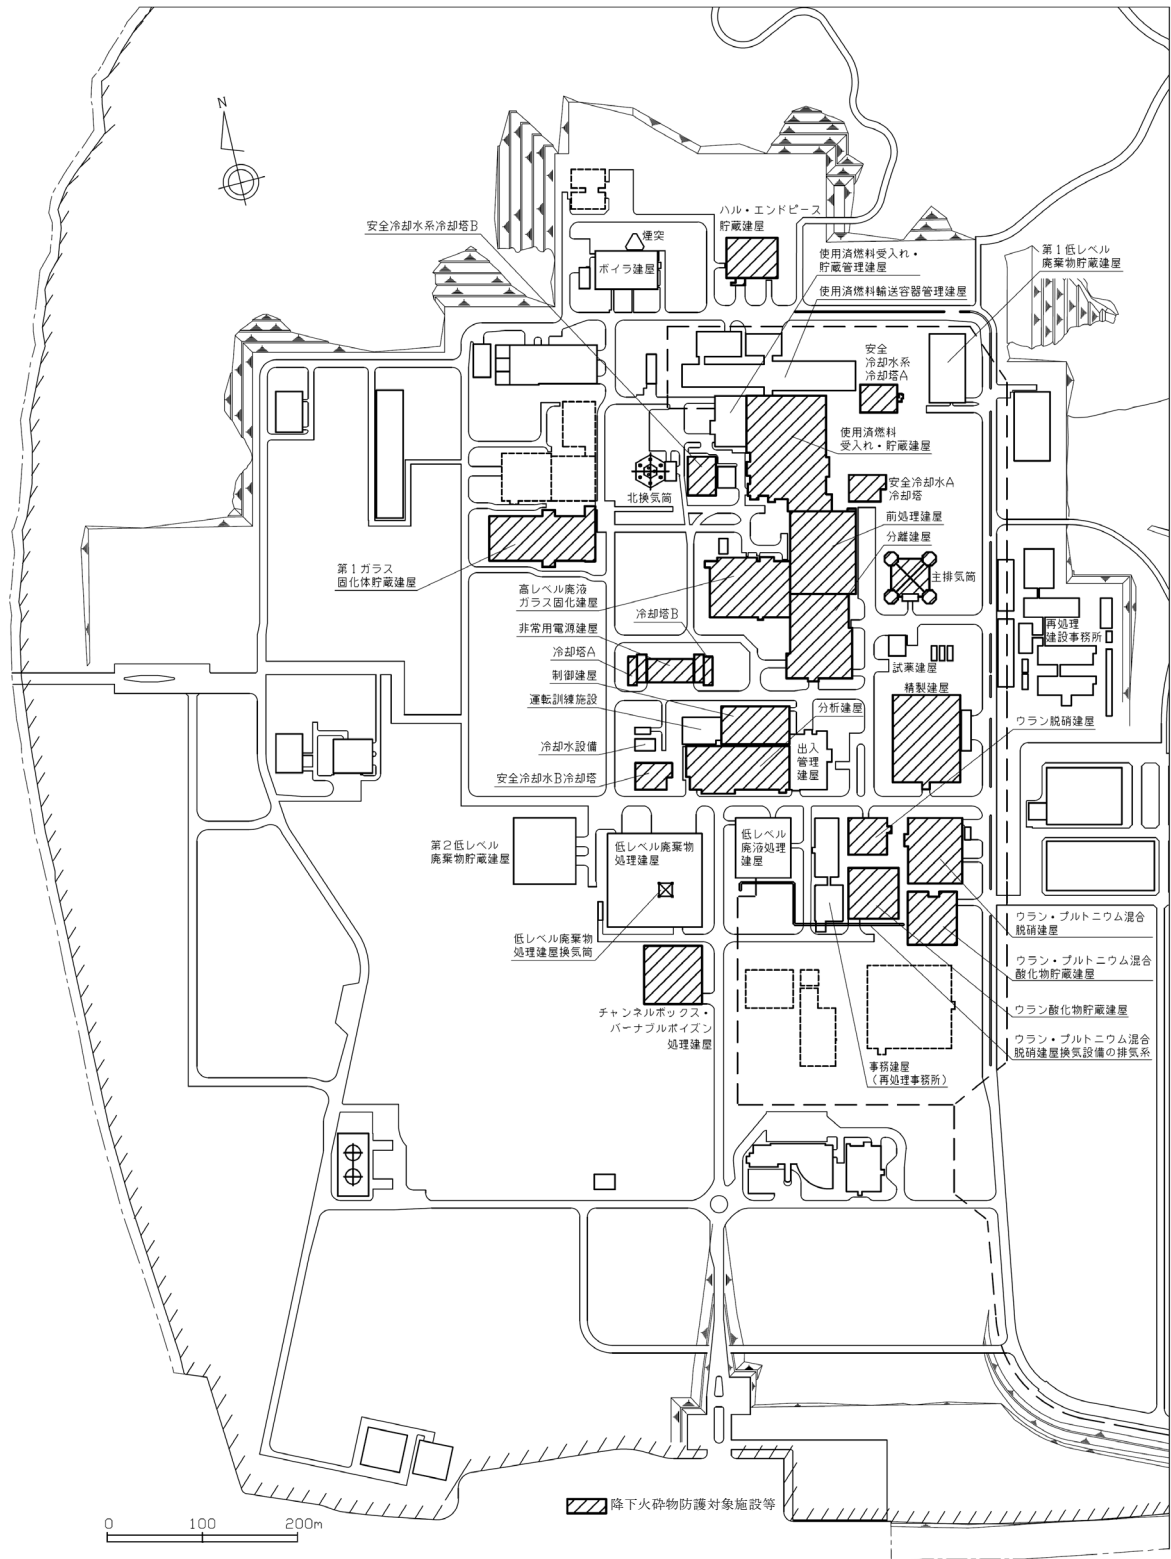 N
安全冷却水系冷却塔B
煙突
ボイラ建屋
ハル・エンドピース
貯蔵建屋
使用済燃料受入れ・
貯蔵管理建屋
使用済燃料輸送容器管理建屋
第1低レベル
廃棄物貯蔵建屋
安全
冷却水系
冷却塔A
使用済燃料
受入れ・貯蔵建屋
北換気筒
安全冷却水A
冷却塔
前処理建屋
分離建屋
主排気筒
第1ガラス
固化体貯蔵建屋
高レベル廃液
ガラス固化建屋
冷却塔B
非常用電源建屋
冷却塔A
制御建屋
運転訓練施設
冷却水設備
安全冷却水B冷却塔
再処理
建設事務所
試薬建屋
精製建屋
分析建屋
ウラン脱硝建屋
出入
管理
建屋
第2低レベル
廃棄物貯蔵建屋
低レベル廃棄物
処理建屋
低レベル
廃液処理
建屋
低レベル廃棄物
処理建屋換気筒
ウラン・プルトニウム混合
脱硝建屋
ウラン・プルトニウム混合
酸化物貯蔵建屋
ウラン酸化物貯蔵建屋
ウラン・プルトニウム混合
脱硝建屋換気設備の排気系
チャンネルボックス・
バーナブルポイズン
処理建屋
事務建屋
(再処理事務所)
降下火砕物防護対象施設等
0 100 200m